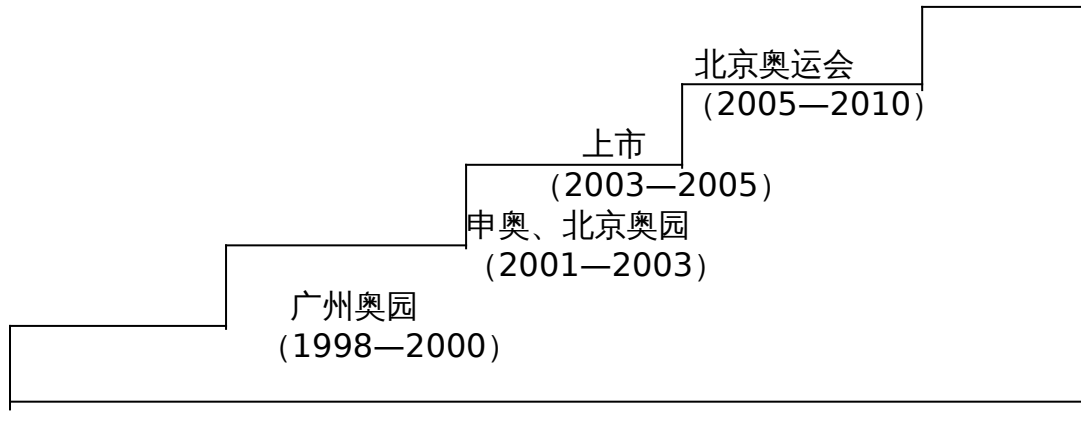 北京奥运会
（2005—2010）
上市
（2003—2005）
申奥、北京奥园
（2001—2003）
广州奥园
（1998—2000）